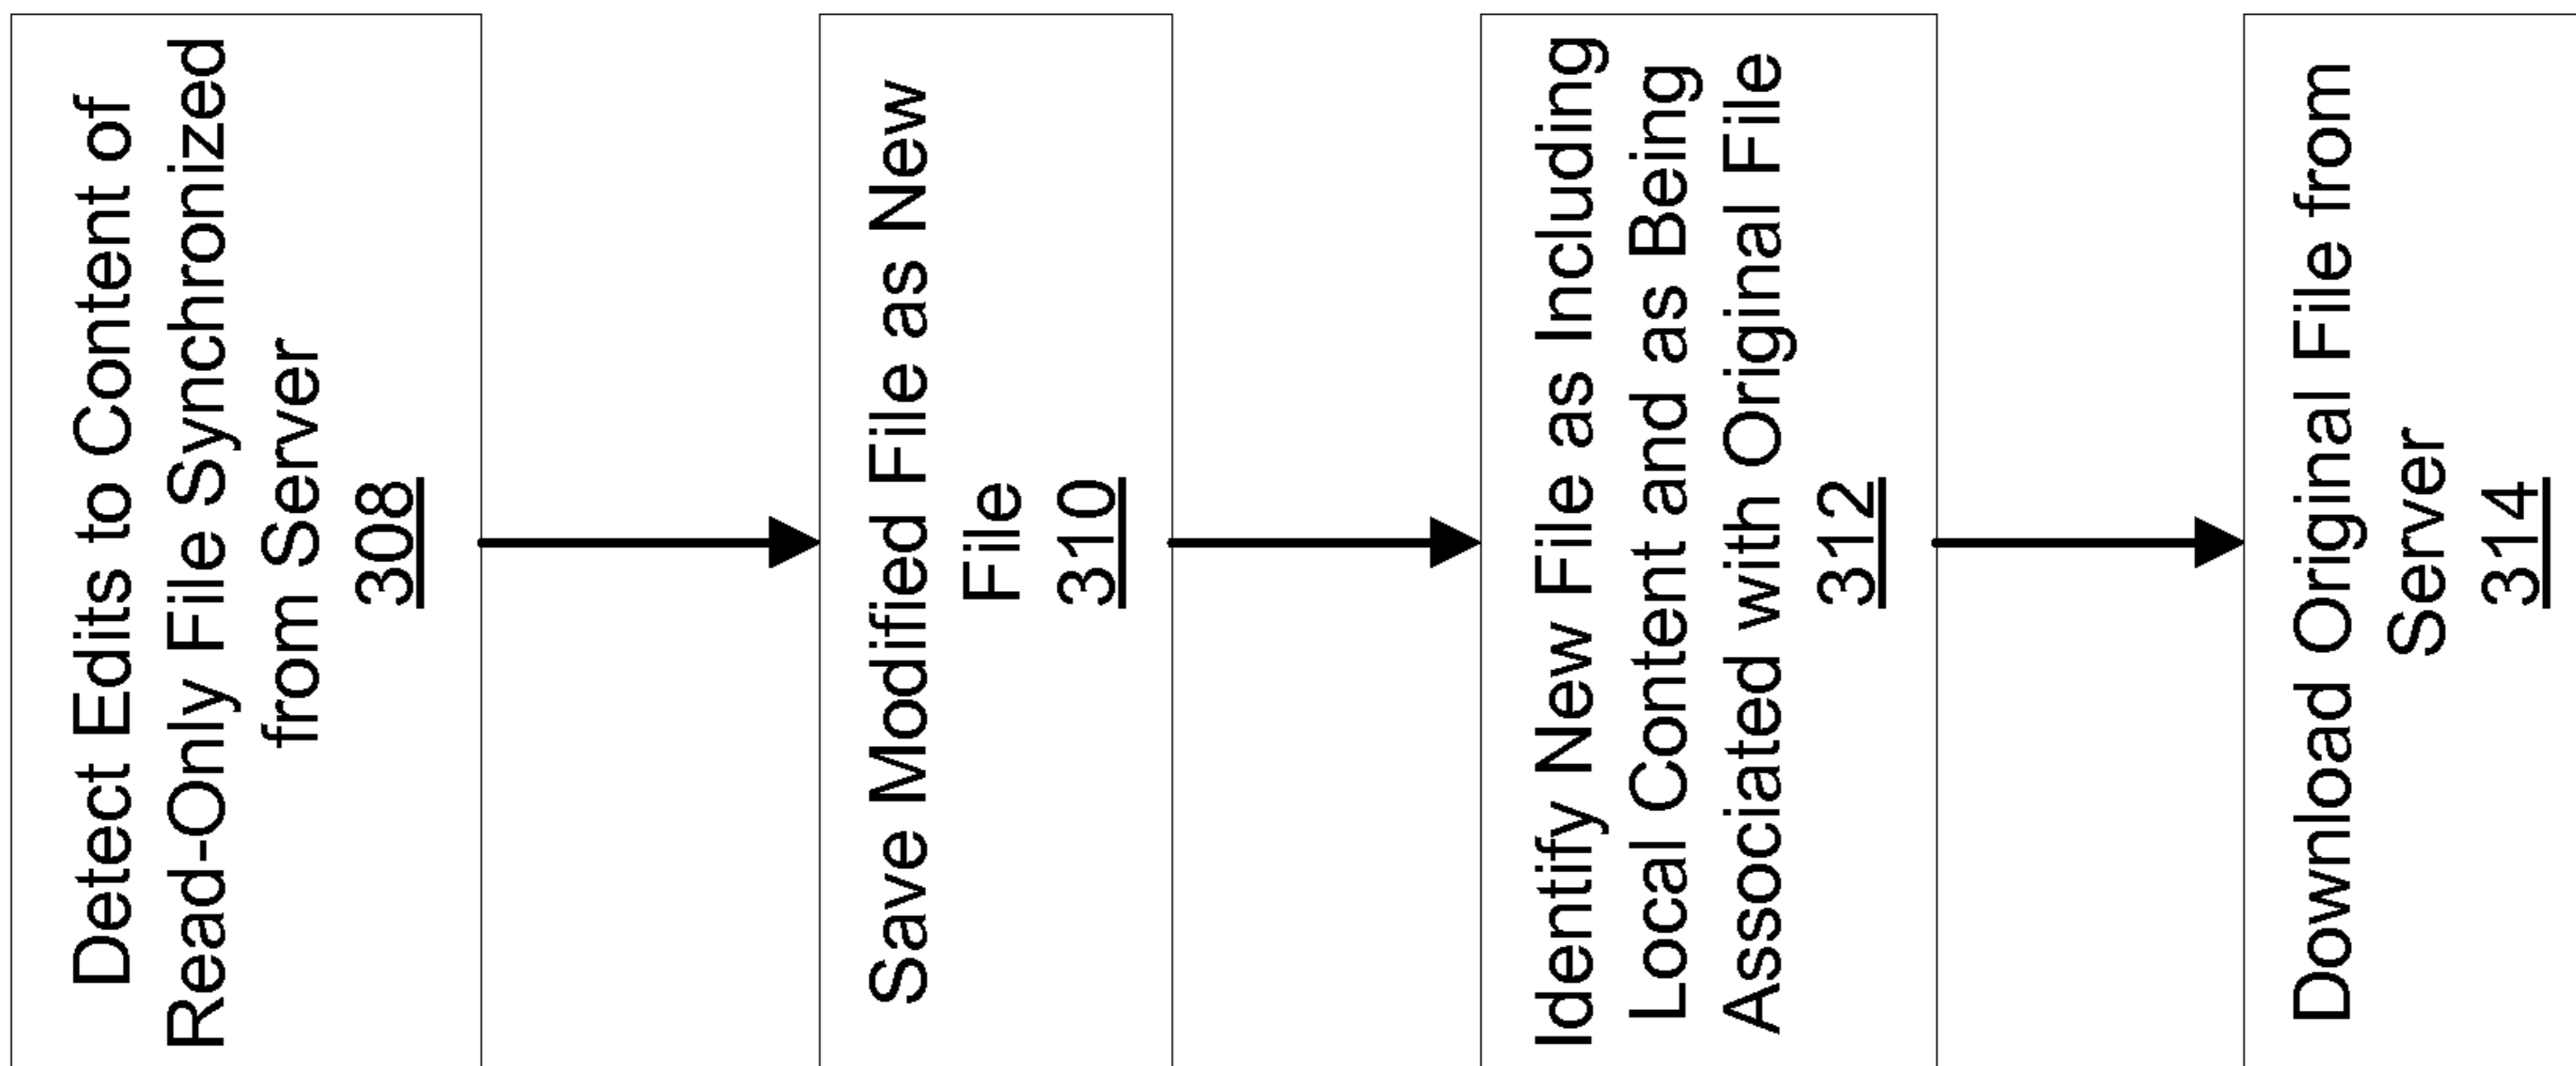 Detect Edits to Content of
Read-Only File Synchronized
from Server
308
Save Modified File as New
File
310
Identify New File as Including
Local Content and as Being
Associated with Original File
312
Download Original File from
Server
314